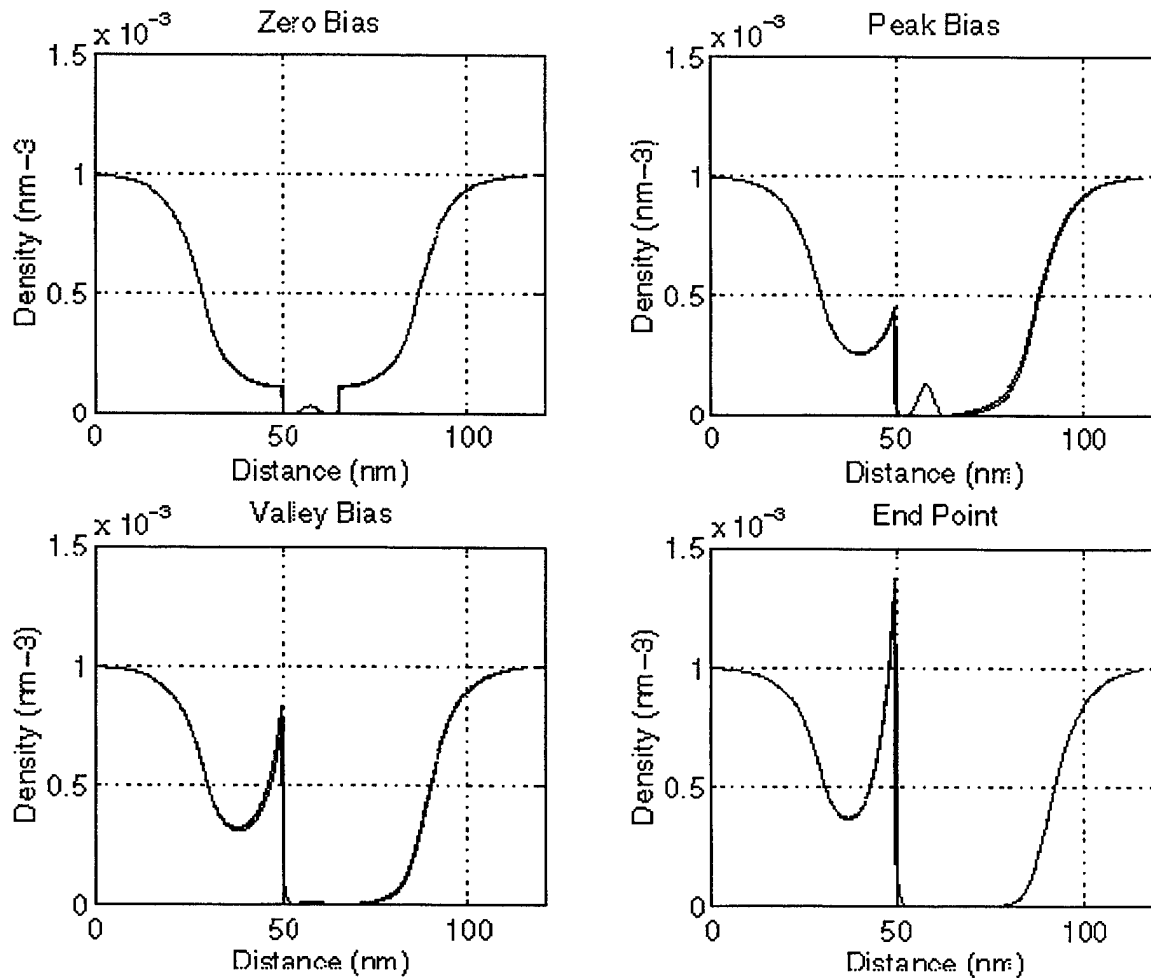 Zero Bias
x 10⁻³
1.5
1
0.5
0
Density (nm-3
0 50 100
Distance (nm)
Peak Bias
x 10⁻³
1.5
1
0.5
0
Density (nm-3)
0 50 100
Distance (nm)
Valley Bias
x 10⁻³
1.5
1
0.5
0
Density (nm-3)
0 50 100
Distance (nm)
End Point
x 10⁻³
1.5
1
0.5
0
Density (nm-3)
0 50 100
Distance (nm)